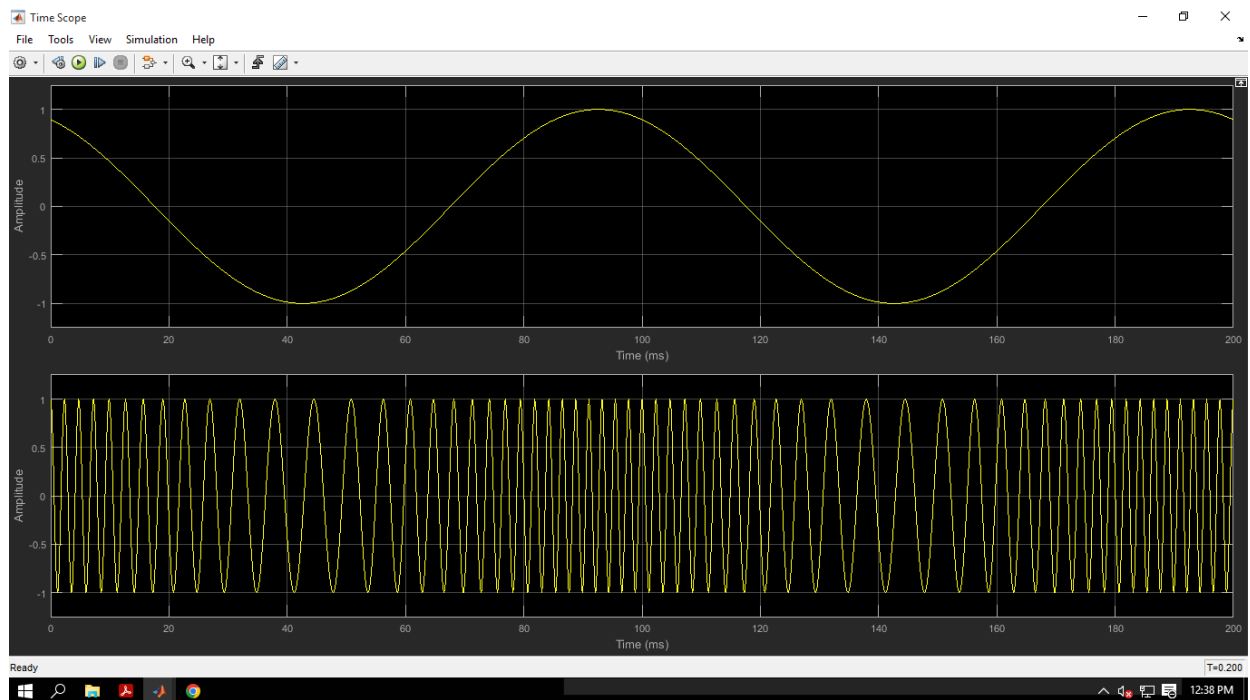 Time Scope
File Tools View Simulation Help
1
0.5
0
-0.5
-1
Amplitude
0 20 40 60 80 100 120 140 160 180 200
Time (ms)
1
0.5
0
-0.5
-1
Amplitude
0 20 40 60 80 100 120 140 160 180 200
Time (ms)
Ready T=0.200
12:38 PM